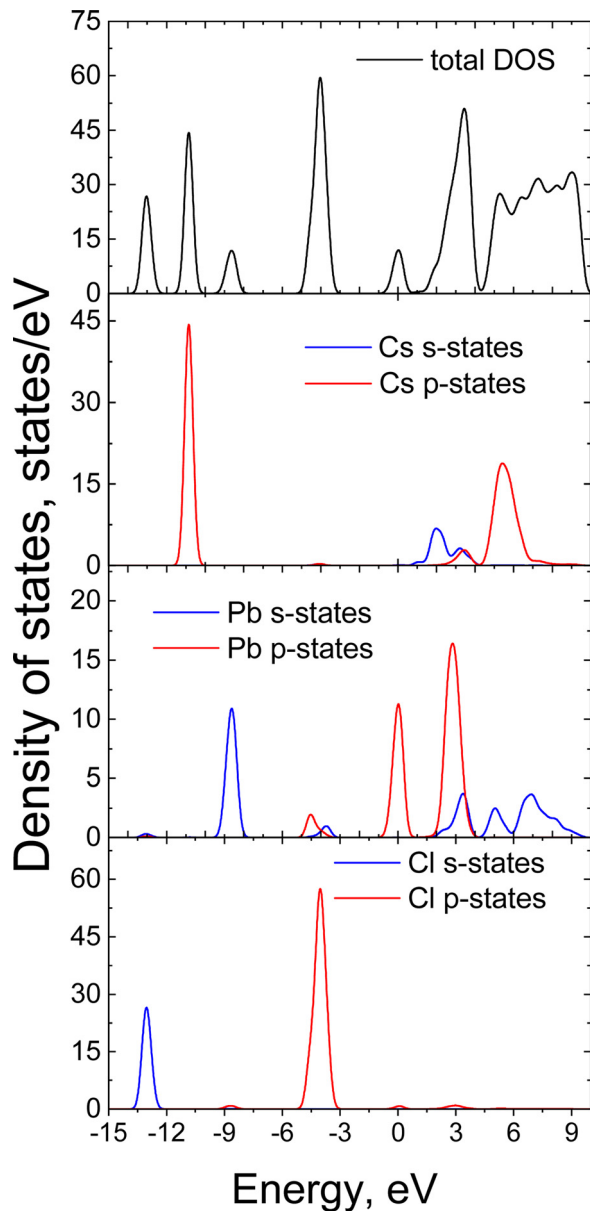 Density of states, states/eV
75
60
45
30
15
0
total DOS
45
30
15
0
Cs s-states
Cs p-states
20
15
10
5
0
Pb s-states
Pb p-states
60
45
30
15
0
Cl s-states
Cl p-states
-15 -12 -9 -6 -3 0 3 6 9
Energy, eV